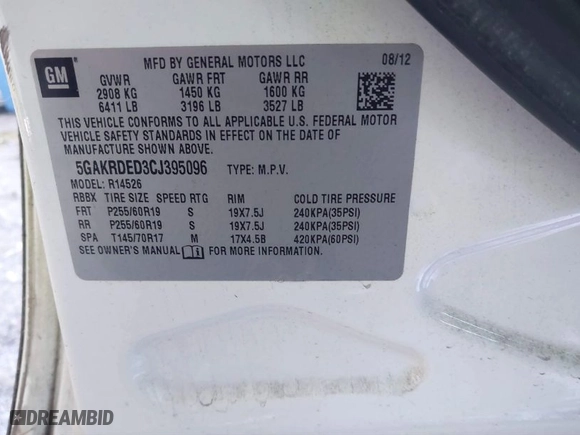 GM
MFD BY GENERAL MOTORS LLC 08/12
GVWR GAWR FRT GAWR RR
2908 KG 1450 KG 1600 KG
6411 LB 3196 LB 3527 LB
THIS VEHICLE CONFORMS TO ALL APPLICABLE U.S. FEDERAL MOTOR
VEHICLE SAFETY STANDARDS IN EFFECT ON THE DATE OF
MANUFACTURE SHOWN ABOVE.
5GAKRDED3CJ395096 TYPE: M.P.V.
MODEL: R14526
RBBX TIRE SIZE SPEED RTG RIM COLD TIRE PRESSURE
FRT P255/60R19 S 19X7.5J 240KPA(35PSI)
RR P255/60R19 S 19X7.5J 240KPA(35PSI)
SPA T145/70R17 M 17X4.5B 420KPA(60PSI)
SEE OWNER'S MANUAL FOR MORE INFORMATION.
DREAMBID